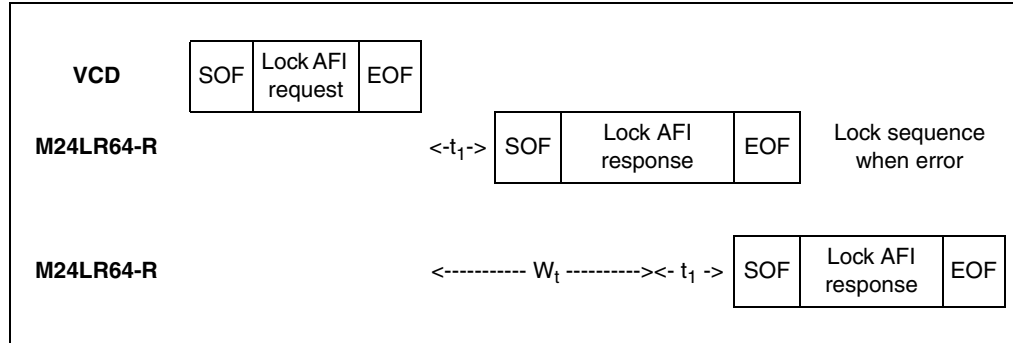 VCD SOF Lock AFI request EOF
M24LR64-R <-t1-> SOF Lock AFI response EOF Lock sequence when error
M24LR64-R <----------- Wt ----------><- t1 -> SOF Lock AFI response EOF